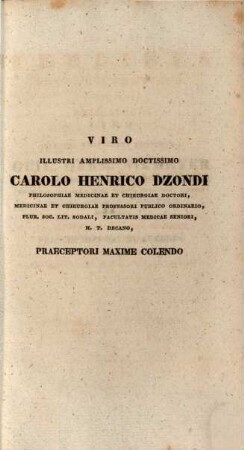 VIRO
ILLUSTRI AMPLISSIMO DOCTISSIMO
CAROLO HENRICO DZONDI
PHILOSOPHIAE MEDICINAE ET CHIRURGIAE DOCTORI,
MEDICINAE ET CHIRURGIAE PROFESSORI PUBLICO ORDINARIO,
PLUR. SOC. LIT. SODALI, FACULTATIS MEDICAE SENIORI,
H. T. DECANO,
PRAECEPTORI MAXIME COLENDO